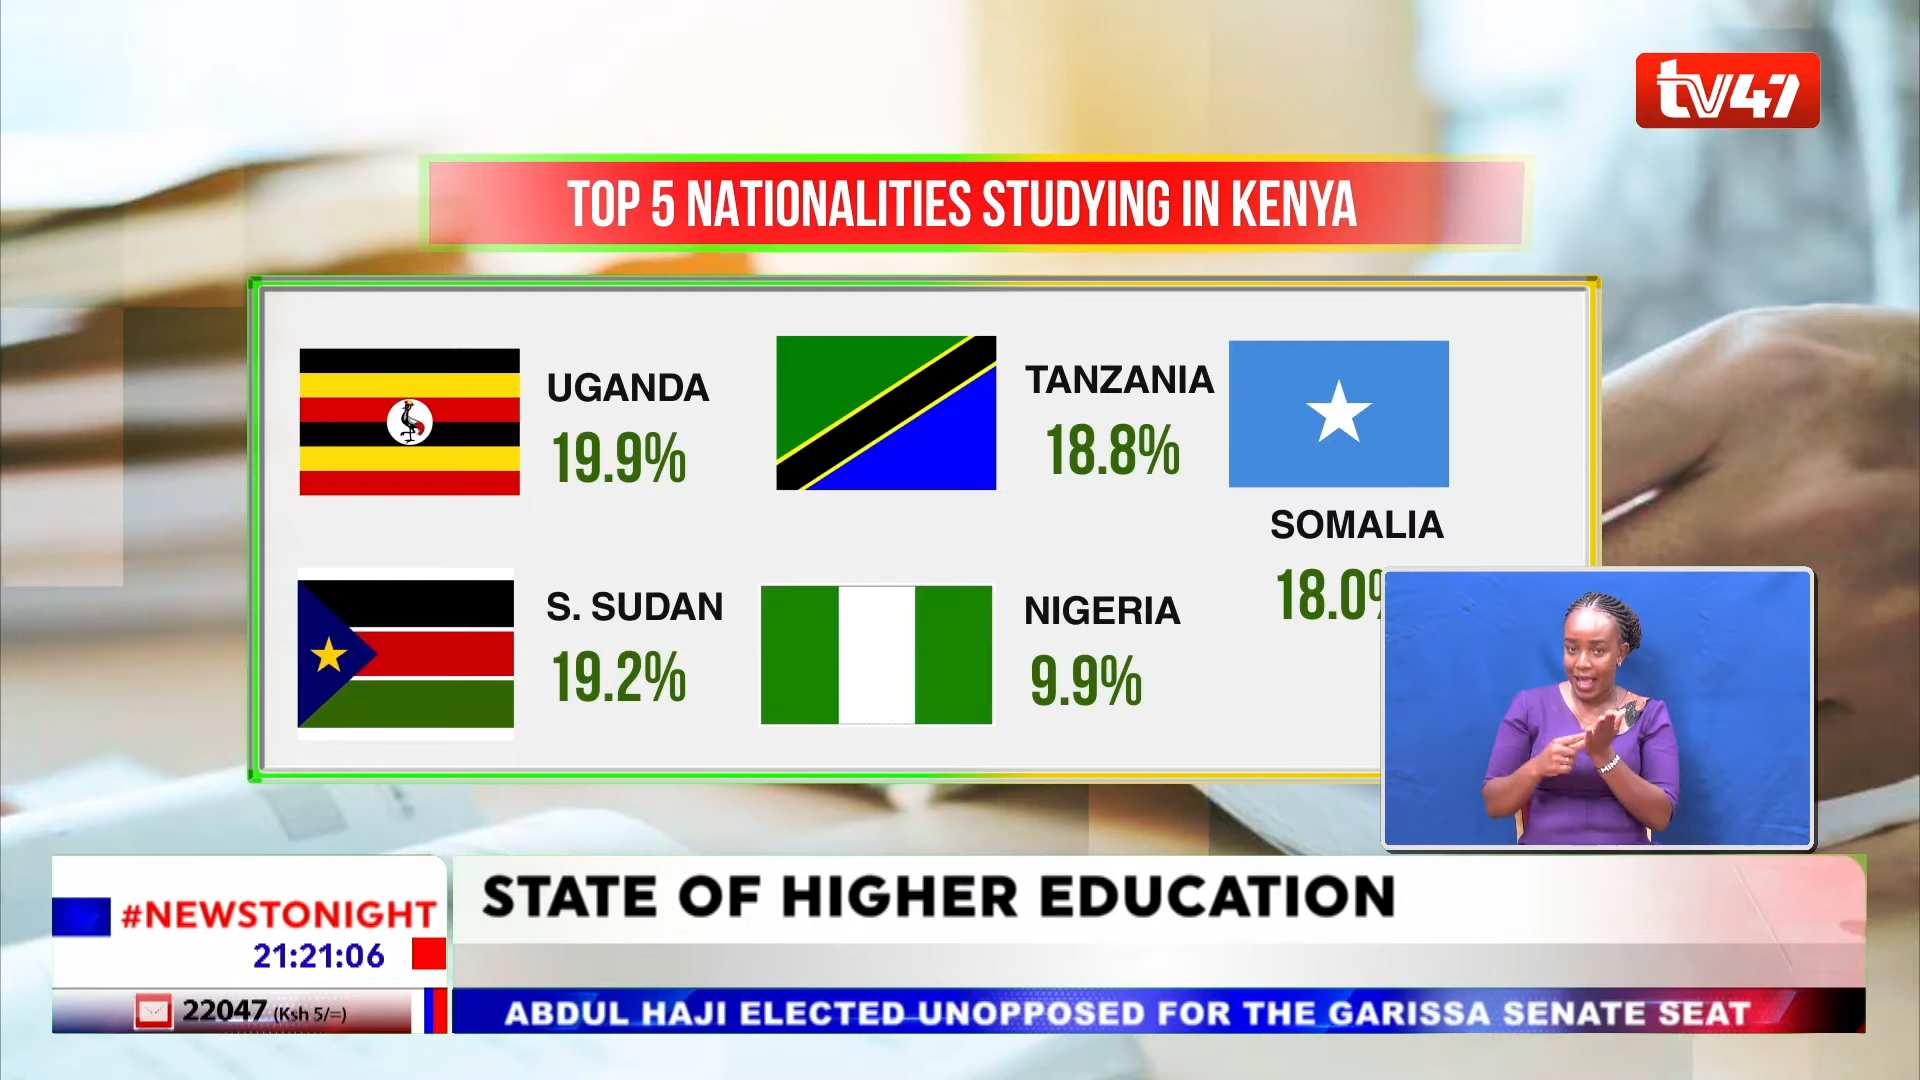 tv47
TOP 5 NATIONALITIES STUDYING IN KENYA
UGANDA
19.9%
TANZANIA
18.8%
SOMALIA
18.0%
S. SUDAN
19.2%
NIGERIA
9.9%
#NEWSTONIGHT
21:21:06
STATE OF HIGHER EDUCATION
22047 (Ksh 5/=)
ABDUL HAJI ELECTED UNOPPOSED FOR THE GARISSA SENATE SEAT